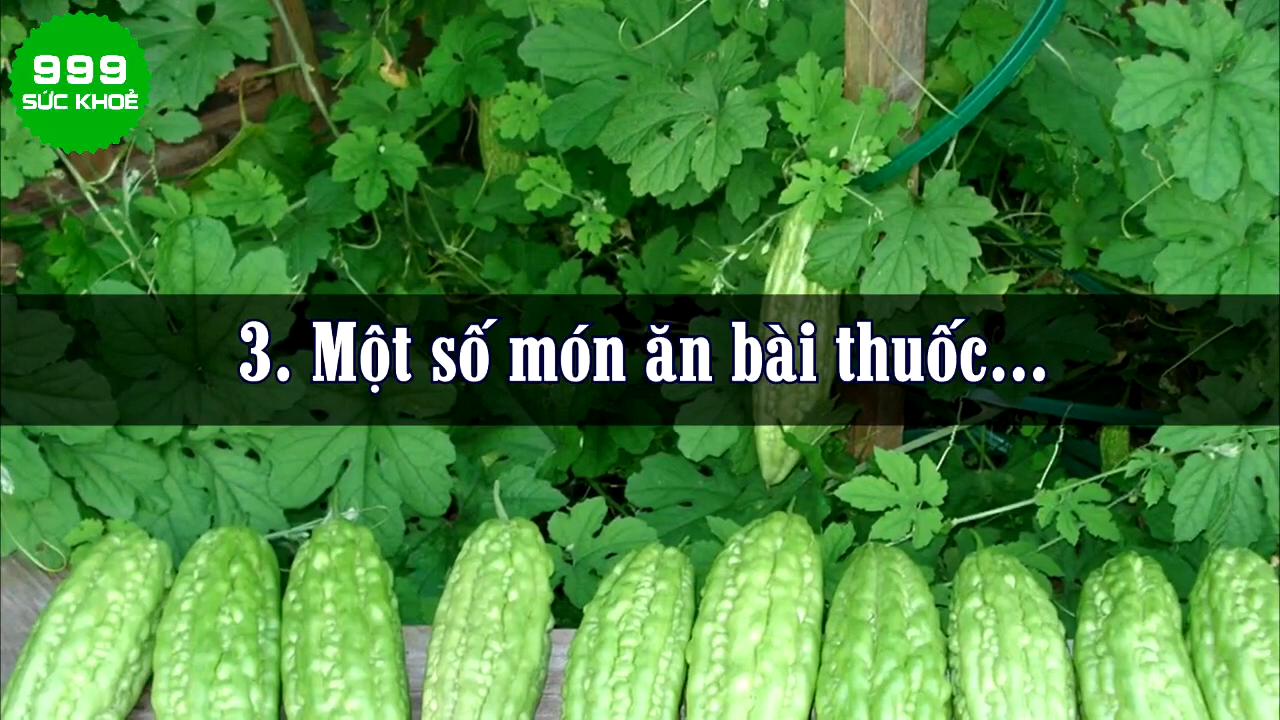 999
SỨC KHOẺ
3. Một số món ăn bài thuốc...